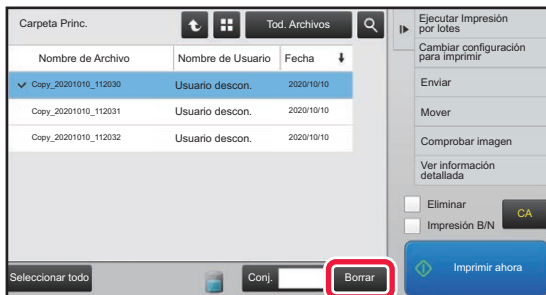 Carpeta Princ.
Tod. Archivos
Nombre de Archivo
Nombre de Usuario
Fecha
Copy_20201010_112030
Usuario descon.
2020/10/10
Copy_20201010_112031
Usuario descon.
2020/10/10
Copy_20201010_112032
Usuario descon.
2020/10/10
Seleccionar todo
Conj.
Borrar
Ejecutar Impresión
por lotes
Cambiar configuración
para imprimir
Enviar
Mover
Comprobar imagen
Ver información
detallada
Eliminar
Impresión B/N
CA
Imprimir ahora